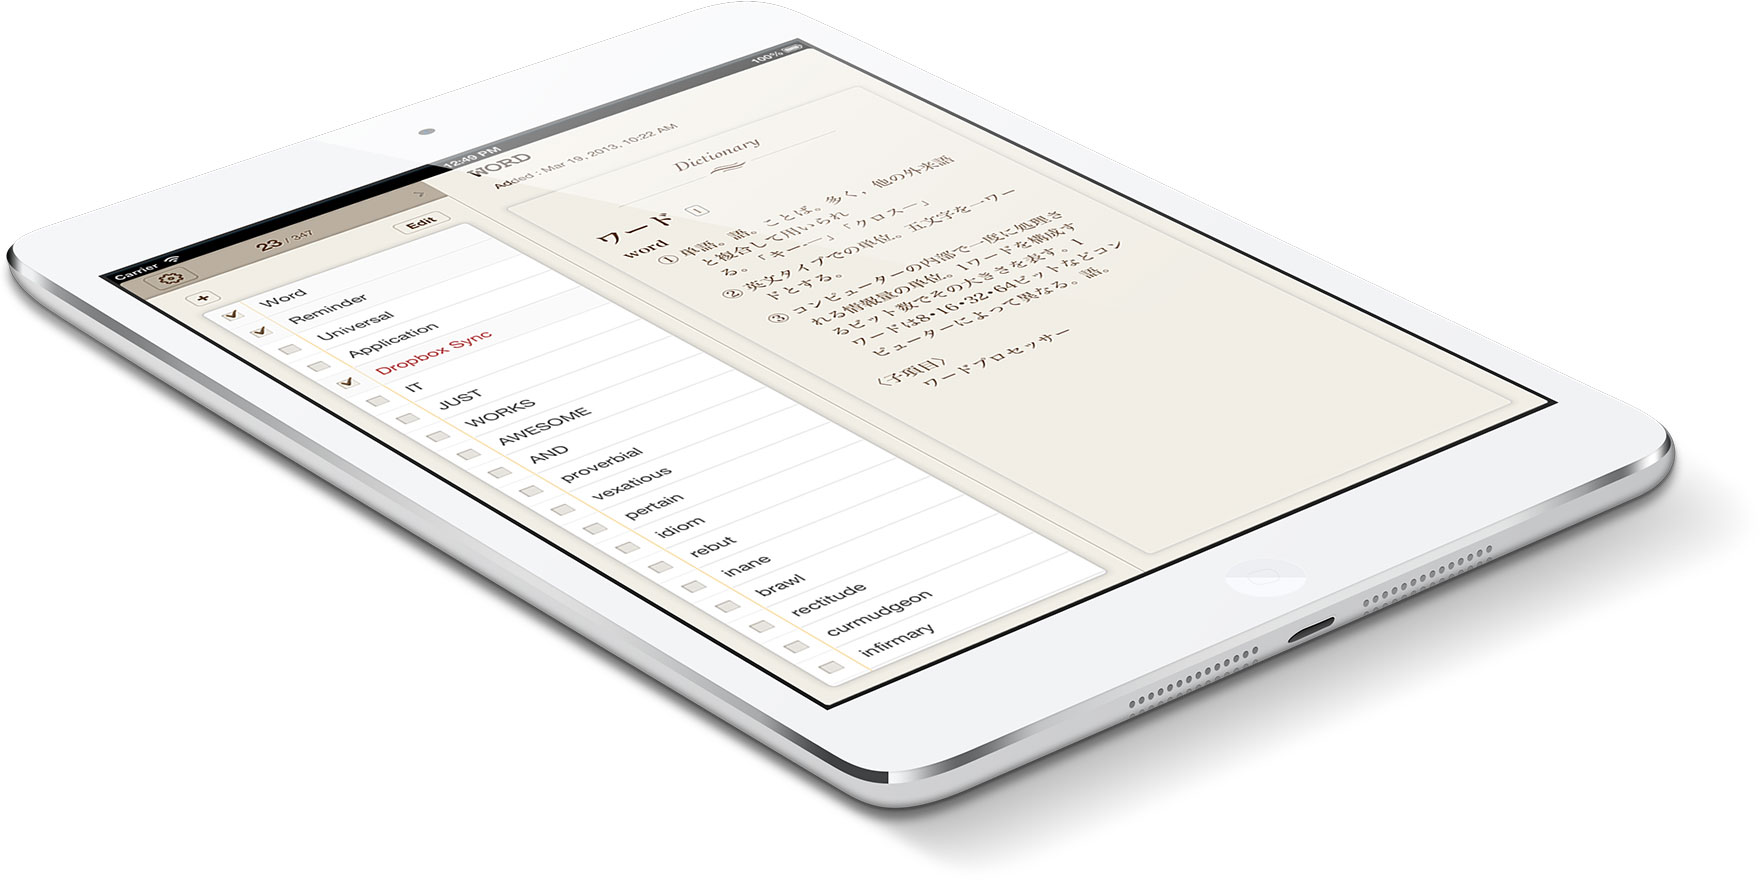 Carrier
12:49 PM
100%
23 / 347
Edit
+
Word
Reminder
Universal
Application
Dropbox Sync
IT
JUST
WORKS
AWESOME
AND
proverbial
vexatious
pertain
idiom
rebut
inane
brawl
rectitude
curmudgeon
infirmary
WORD
Added : Mar 19, 2013, 10:22 AM
Dictionary
ワード 1
word
① 単語。語。ことば。多く，他の外来語
と複合して用いられ
る。「キー―」「クロス―」
② 英文タイプでの単位。五文字を一ワー
ドとする。
③ コンピューターの内部で一度に処理さ
れる情報量の単位。1ワードを構成す
るビット数でその大きさを表す。1
ワードは8・16・32・64ビットなどコン
ピューターによって異なる。語。
〈子項目〉
ワードプロセッサー